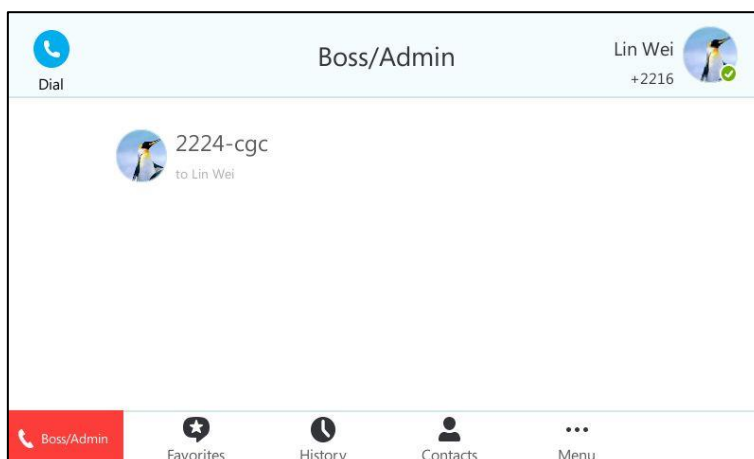 Dial
Boss/Admin
Lin Wei
+2216
2224-cgc
to Lin Wei
Boss/Admin
Favorites
History
Contacts
Menu